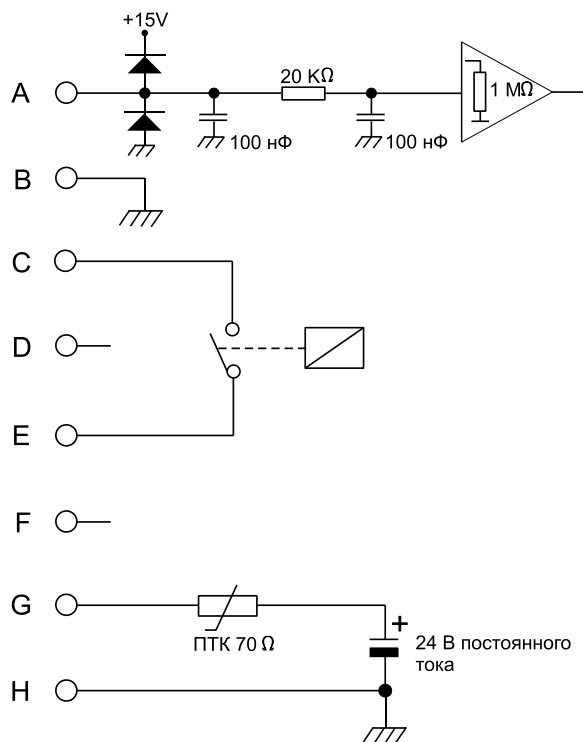 +15V
A
20 KΩ
1 MΩ
100 нФ
100 нФ
B
C
D
E
F
G
+
ПТК 70 Ω
24 В постоянного
тока
H